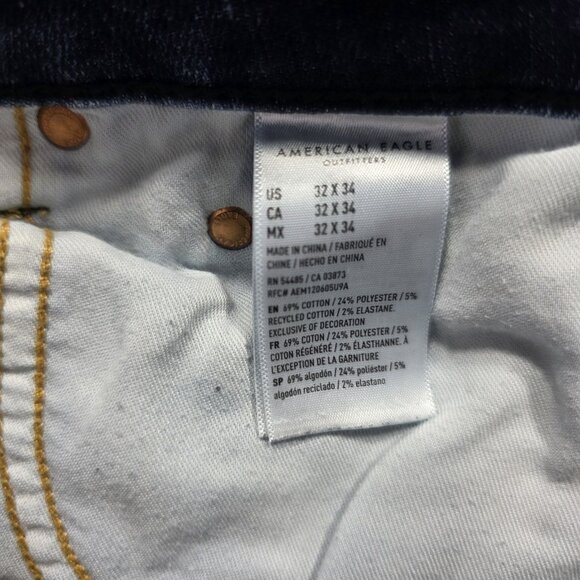 AMERICAN EAGLE
OUTFITTERS
US 32 X 34
CA 32 X 34
MX 32 X 34
MADE IN CHINA / FABRIQUÉ EN
CHINE / HECHO EN CHINA
RN 54485 / CA 03873
RFC# AEM120605U9A
EN 69% COTTON / 24% POLYESTER / 5%
RECYCLED COTTON / 2% ELASTANE.
EXCLUSIVE OF DECORATION
FR 69% COTTON / 24% POLYESTER / 5%
COTON RÉGÉNÉRÉ / 2% ÉLASTHANNE. À
L'EXCEPTION DE LA GARNITURE
SP 69% algodón / 24% poliéster / 5%
algodón reciclado / 2% elastano